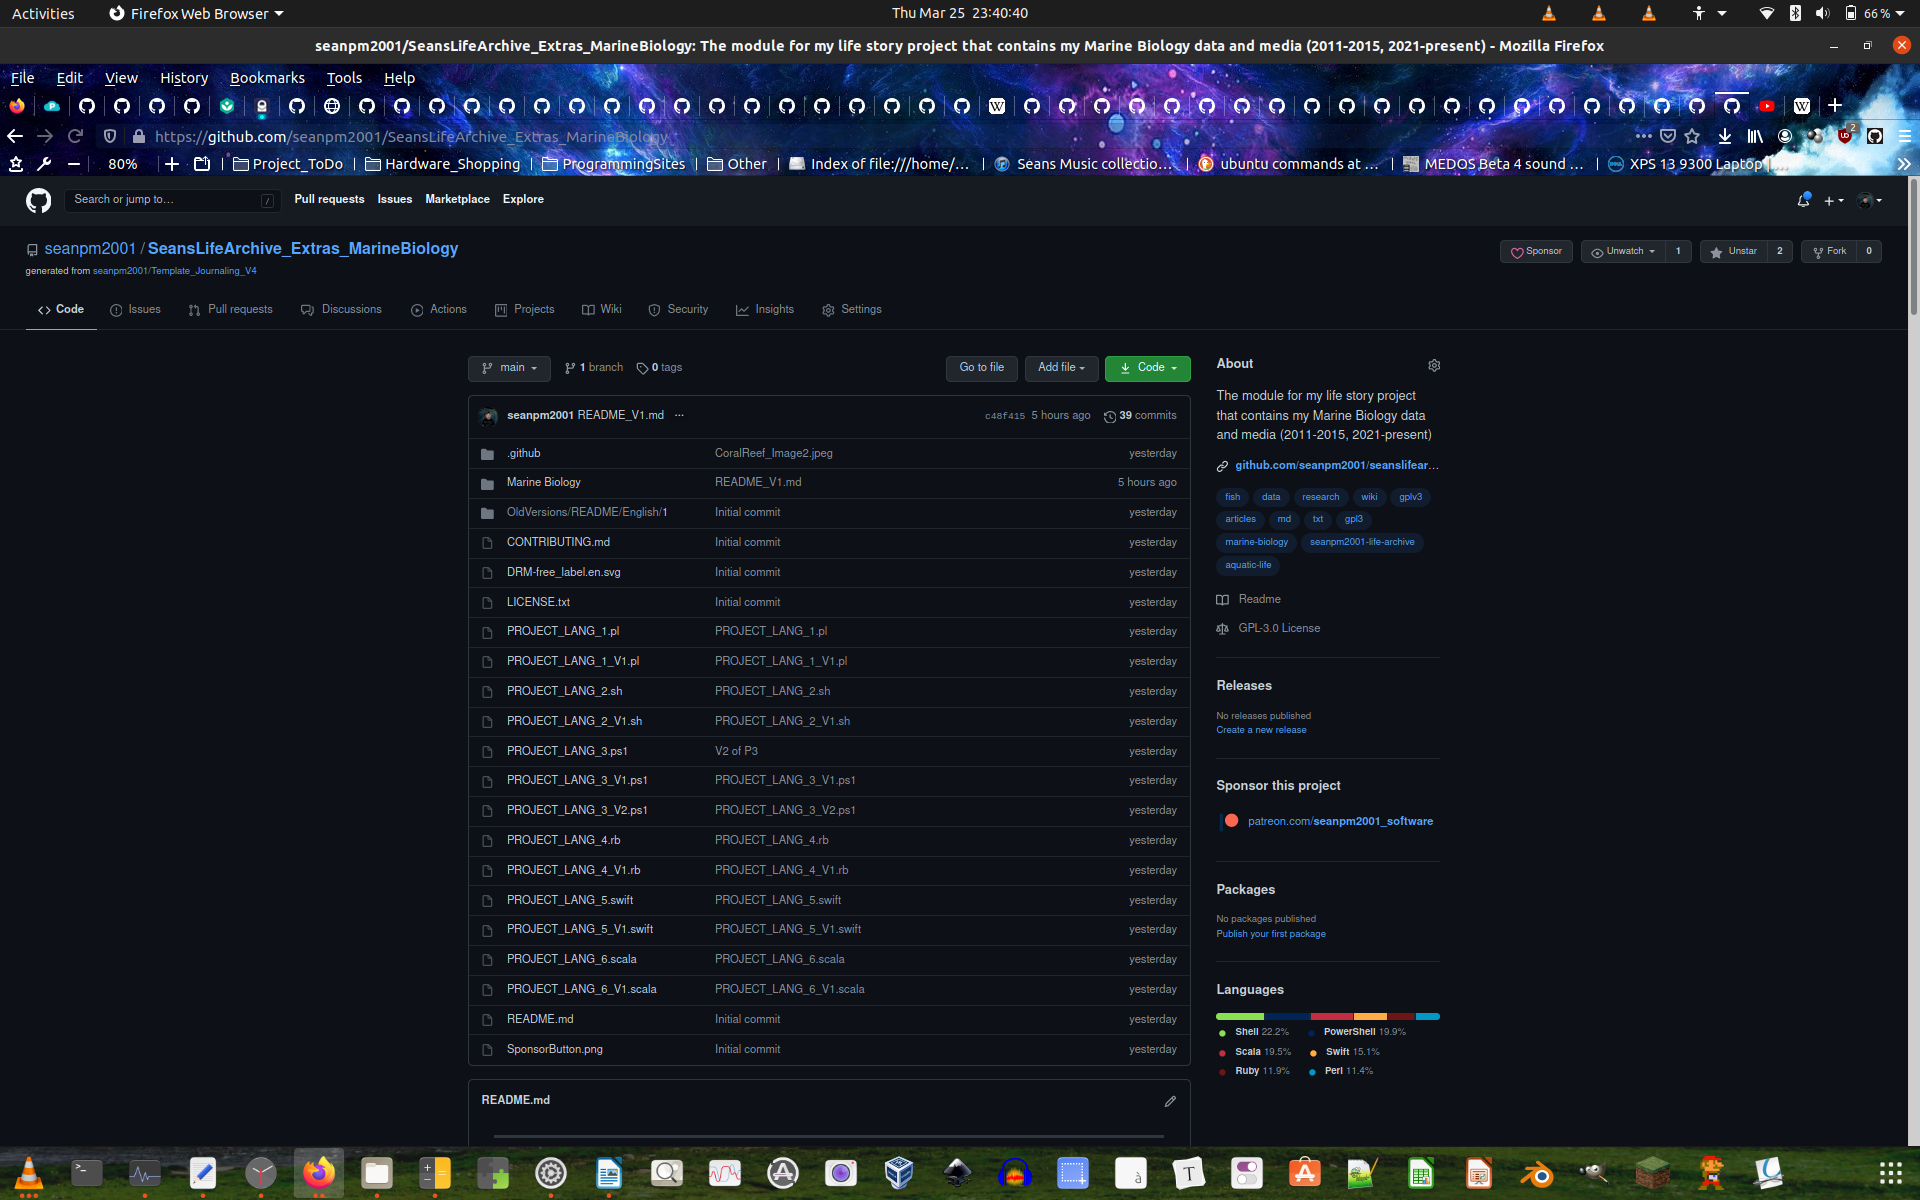 Activities
Firefox Web Browser
Thu Mar 25 23:40:40
66 %
seanpm2001/SeansLifeArchive_Extras_MarineBiology: The module for my life story project that contains my Marine Biology data and media (2011-2015, 2021-present) - Mozilla Firefox
File Edit View History Bookmarks Tools Help
https://github.com/seanpm2001/SeansLifeArchive_Extras_MarineBiology
2
80%
Project_ToDo
Hardware_Shopping
ProgrammingSites
Other
Index of file:///home/...
Seans Music collectio...
ubuntu commands at ...
MEDOS Beta 4 sound ...
XPS 13 9300 Laptop
Search or jump to…
/
Pull requests Issues Marketplace Explore
seanpm2001 / SeansLifeArchive_Extras_MarineBiology
generated from seanpm2001/Template_Journaling_V4
Sponsor
Unwatch 1
Unstar 2
Fork 0
Code Issues Pull requests Discussions Actions Projects Wiki Security Insights Settings
main
1 branch
0 tags
Go to file
Add file
Code
seanpm2001 README_V1.md ...
c48f415 5 hours ago 39 commits
.github CoralReef_Image2.jpeg yesterday
Marine Biology README_V1.md 5 hours ago
OldVersions/README/English/1 Initial commit yesterday
CONTRIBUTING.md Initial commit yesterday
DRM-free_label.en.svg Initial commit yesterday
LICENSE.txt Initial commit yesterday
PROJECT_LANG_1.pl PROJECT_LANG_1.pl yesterday
PROJECT_LANG_1_V1.pl PROJECT_LANG_1_V1.pl yesterday
PROJECT_LANG_2.sh PROJECT_LANG_2.sh yesterday
PROJECT_LANG_2_V1.sh PROJECT_LANG_2_V1.sh yesterday
PROJECT_LANG_3.ps1 V2 of P3 yesterday
PROJECT_LANG_3_V1.ps1 PROJECT_LANG_3_V1.ps1 yesterday
PROJECT_LANG_3_V2.ps1 PROJECT_LANG_3_V2.ps1 yesterday
PROJECT_LANG_4.rb PROJECT_LANG_4.rb yesterday
PROJECT_LANG_4_V1.rb PROJECT_LANG_4_V1.rb yesterday
PROJECT_LANG_5.swift PROJECT_LANG_5.swift yesterday
PROJECT_LANG_5_V1.swift PROJECT_LANG_5_V1.swift yesterday
PROJECT_LANG_6.scala PROJECT_LANG_6.scala yesterday
PROJECT_LANG_6_V1.scala PROJECT_LANG_6_V1.scala yesterday
README.md Initial commit yesterday
SponsorButton.png Initial commit yesterday
README.md
About
The module for my life story project
that contains my Marine Biology data
and media (2011-2015, 2021-present)
github.com/seanpm2001/seanslifear…
fish data research wiki gplv3
articles md txt gpl3
marine-biology seanpm2001-life-archive
aquatic-life
Readme
GPL-3.0 License
Releases
No releases published
Create a new release
Sponsor this project
patreon.com/seanpm2001_software
Packages
No packages published
Publish your first package
Languages
Shell 22.2% PowerShell 19.9%
Scala 19.5% Swift 15.1%
Ruby 11.9% Perl 11.4%